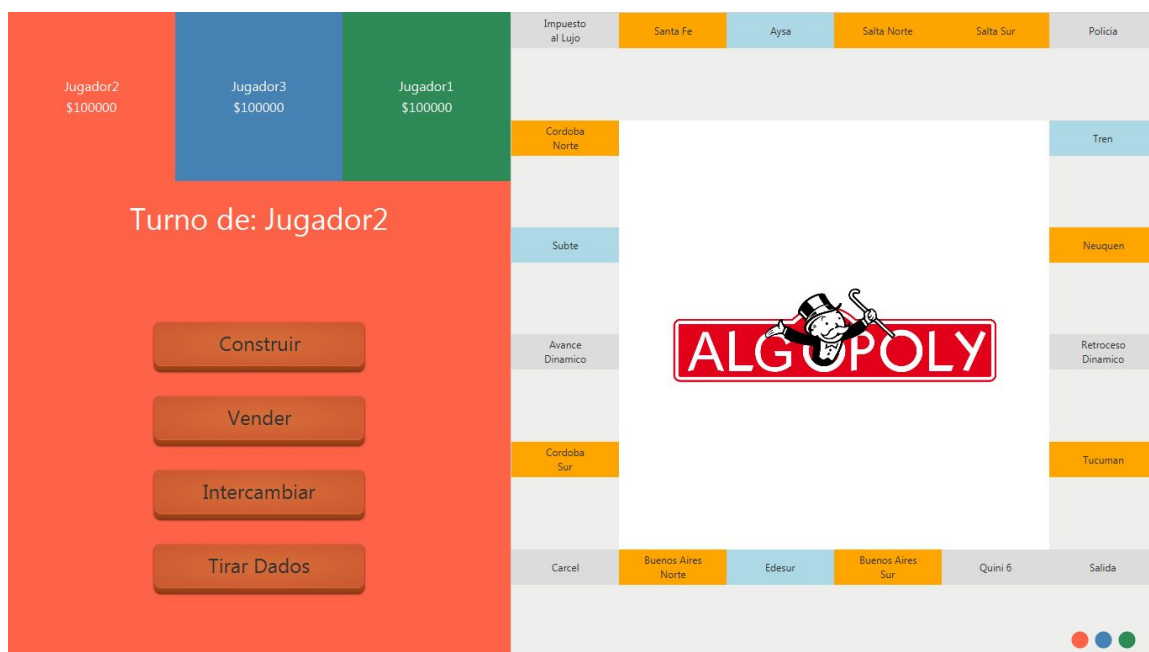 Jugador2
$100000
Jugador3
$100000
Jugador1
$100000
Turno de: Jugador2
Construir
Vender
Intercambiar
Tirar Dados
Impuesto
al Lujo
Santa Fe
Aysa
Salta Norte
Salta Sur
Policia
Cordoba
Norte
Tren
Subte
Neuquen
ALGOPOLY
Avance
Dinamico
Retroceso
Dinamico
Cordoba
Sur
Tucuman
Carcel
Buenos Aires
Norte
Edesur
Buenos Aires
Sur
Quini 6
Salida